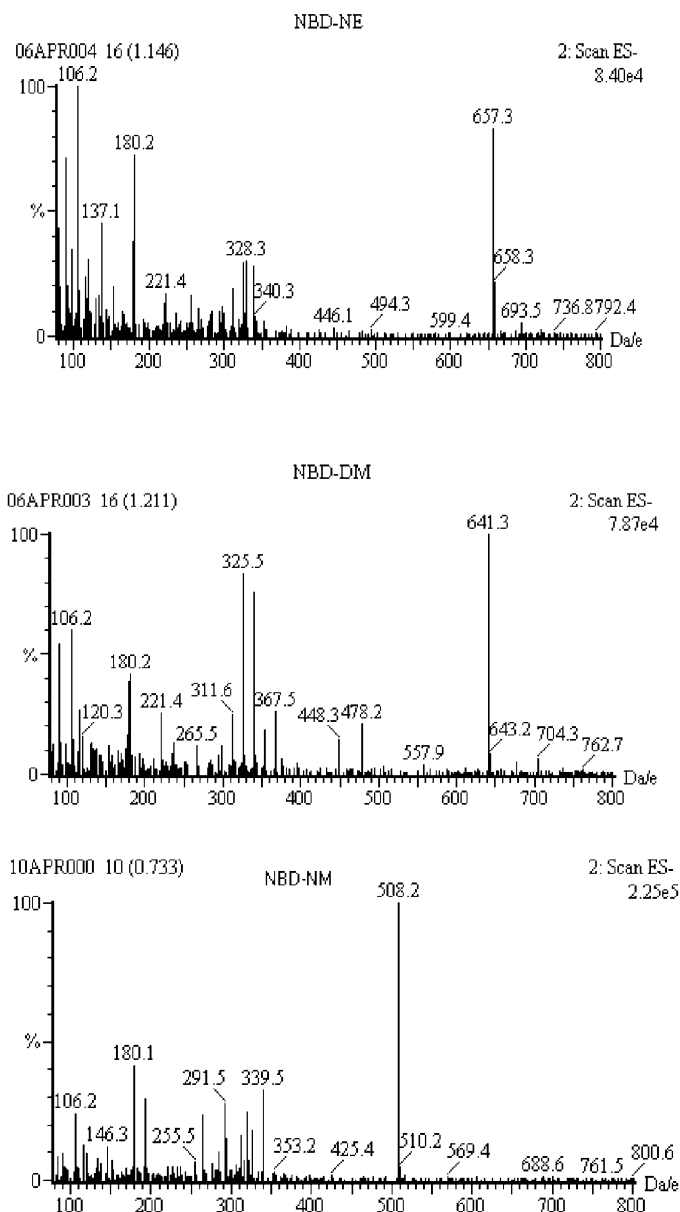 NBD-NE
06APR004 16 (1.146)
2: Scan ES-
8.40e4
100
106.2
657.3
180.2
%
137.1
328.3
658.3
221.4
340.3
446.1
494.3
599.4
693.5
736.8
792.4
0
Da/e
100 200 300 400 500 600 700 800
NBD-DM
06APR003 16 (1.211)
2: Scan ES-
7.87e4
100
641.3
325.5
106.2
%
180.2
221.4
311.6
367.5
120.3
265.5
448.3
478.2
557.9
643.2
704.3
762.7
0
Da/e
100 200 300 400 500 600 700 800
10APR000 10 (0.733)
NBD-NM
2: Scan ES-
2.25e5
100
508.2
%
180.1
291.5
339.5
106.2
146.3
255.5
353.2
425.4
510.2
569.4
688.6
761.5
800.6
0
Da/e
100 200 300 400 500 600 700 800